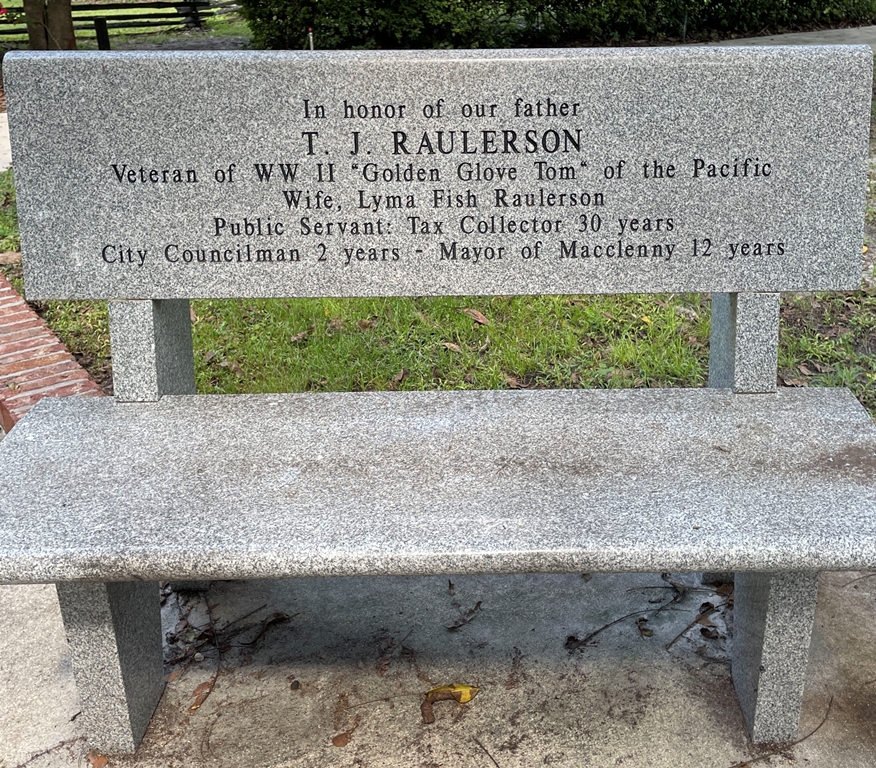 In honor of our father
T. J. RAULERSON
Veteran of WW II "Golden Glove Tom" of the Pacific
Wife, Lyma Fish Raulerson
Public Servant: Tax Collector 30 years
City Councilman 2 years - Mayor of Macclenny 12 years